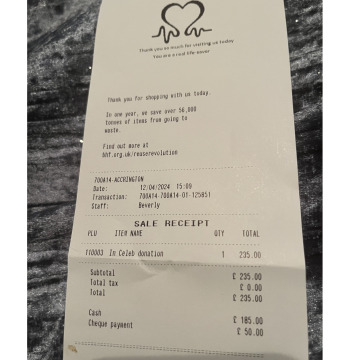 Thank you so much for visiting us today
You are a real life-saver
Thank you for shopping with us today.
In one year, we save over 56,000
tonnes of items from going to
waste.
Find out more at
bhf.org.uk/reuserevolution
700A14-ACCRINGTON
Date: 12/04/2024 15:09
Transaction: 700A14-700A14-01-125851
Staff: Beverly
SALE RECEIPT
PLU ITEM NAME QTY TOTAL
110003 In Celeb donation 1 235.00
Subtotal £ 235.00
Total tax £ 0.00
Total £ 235.00
Cash £ 185.00
Cheque payment £ 50.00